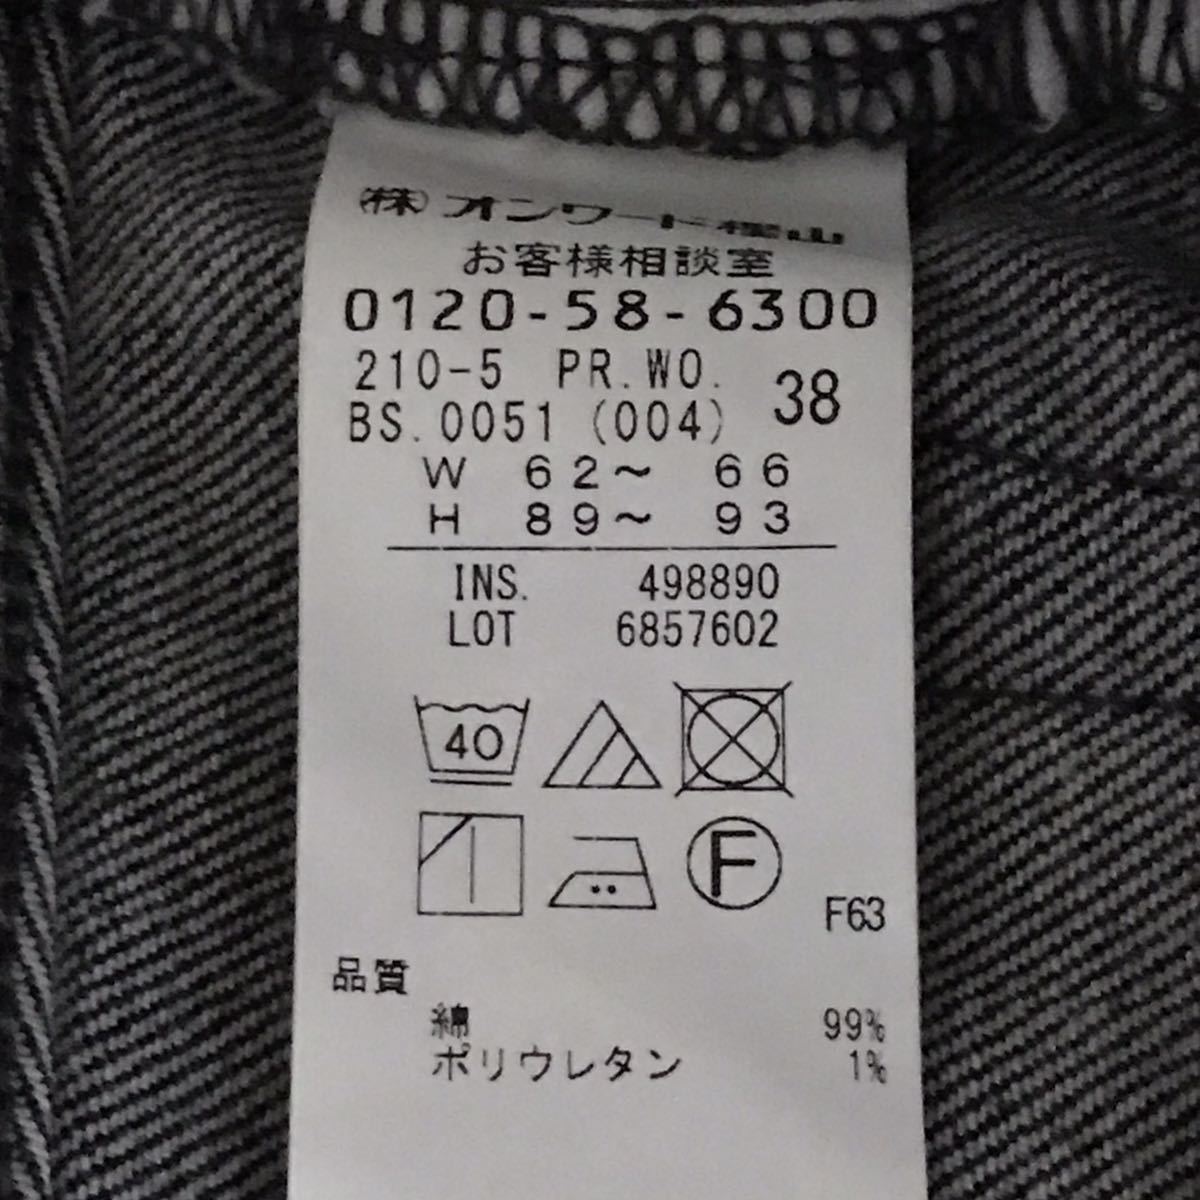 (株)オンワード樫山
お客様相談室
0120-58-6300
210-5 PR.WO. 38
BS.0051 (004)
W 62～ 66
H 89～ 93
INS. 498890
LOT 6857602
40
F
F63
品質
綿 99%
ポリウレタン 1%